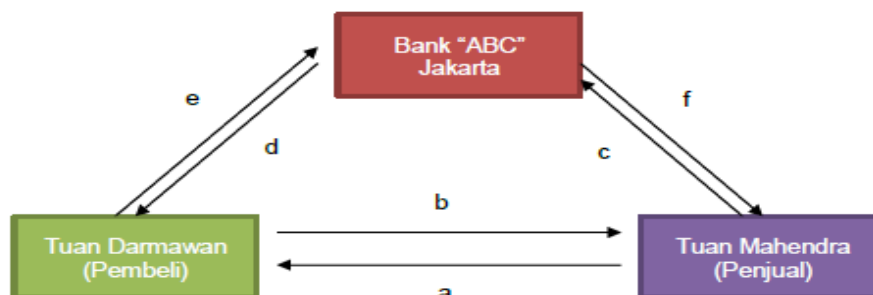 Bank “ABC”
Jakarta
e
f
d
c
b
Tuan Darmawan
(Pembeli)
Tuan Mahendra
(Penjual)
a